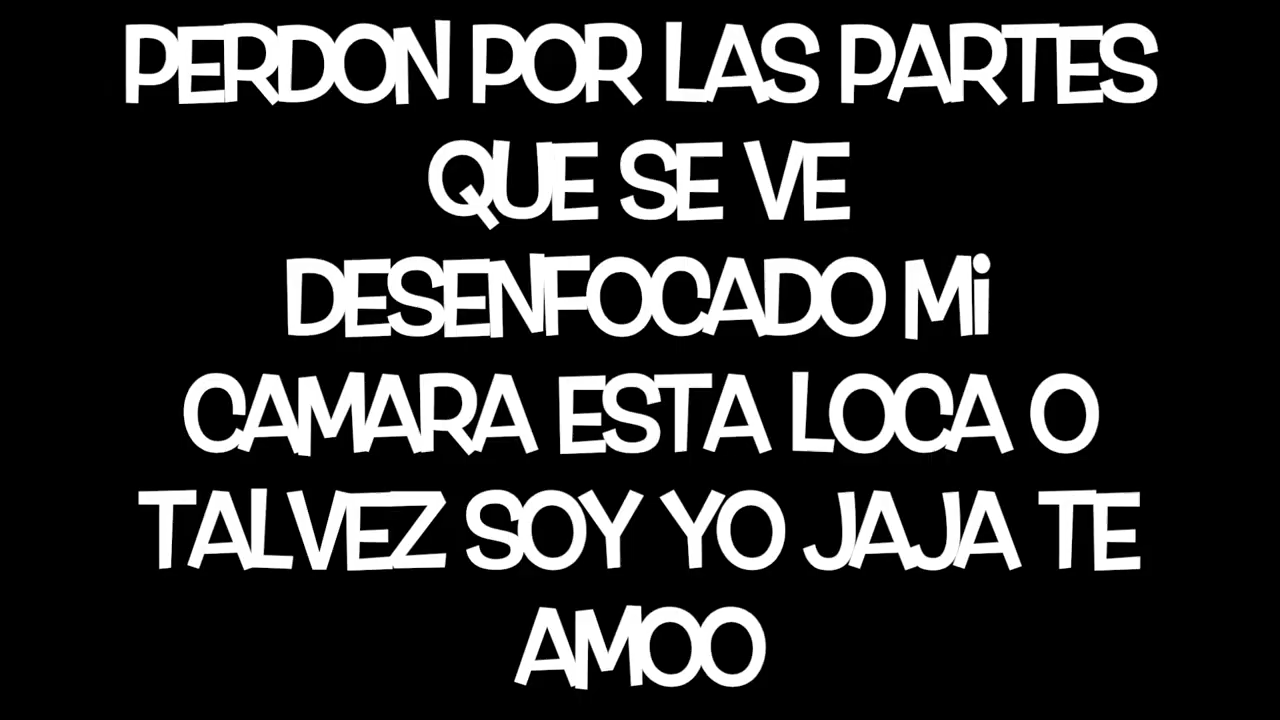 PERDON POR LAS PARTES
QUE SE VE
DESENFOCADO Mi
CAMARA ESTA LOCA O
TALVEZ SOY YO JAJA TE
AMOO